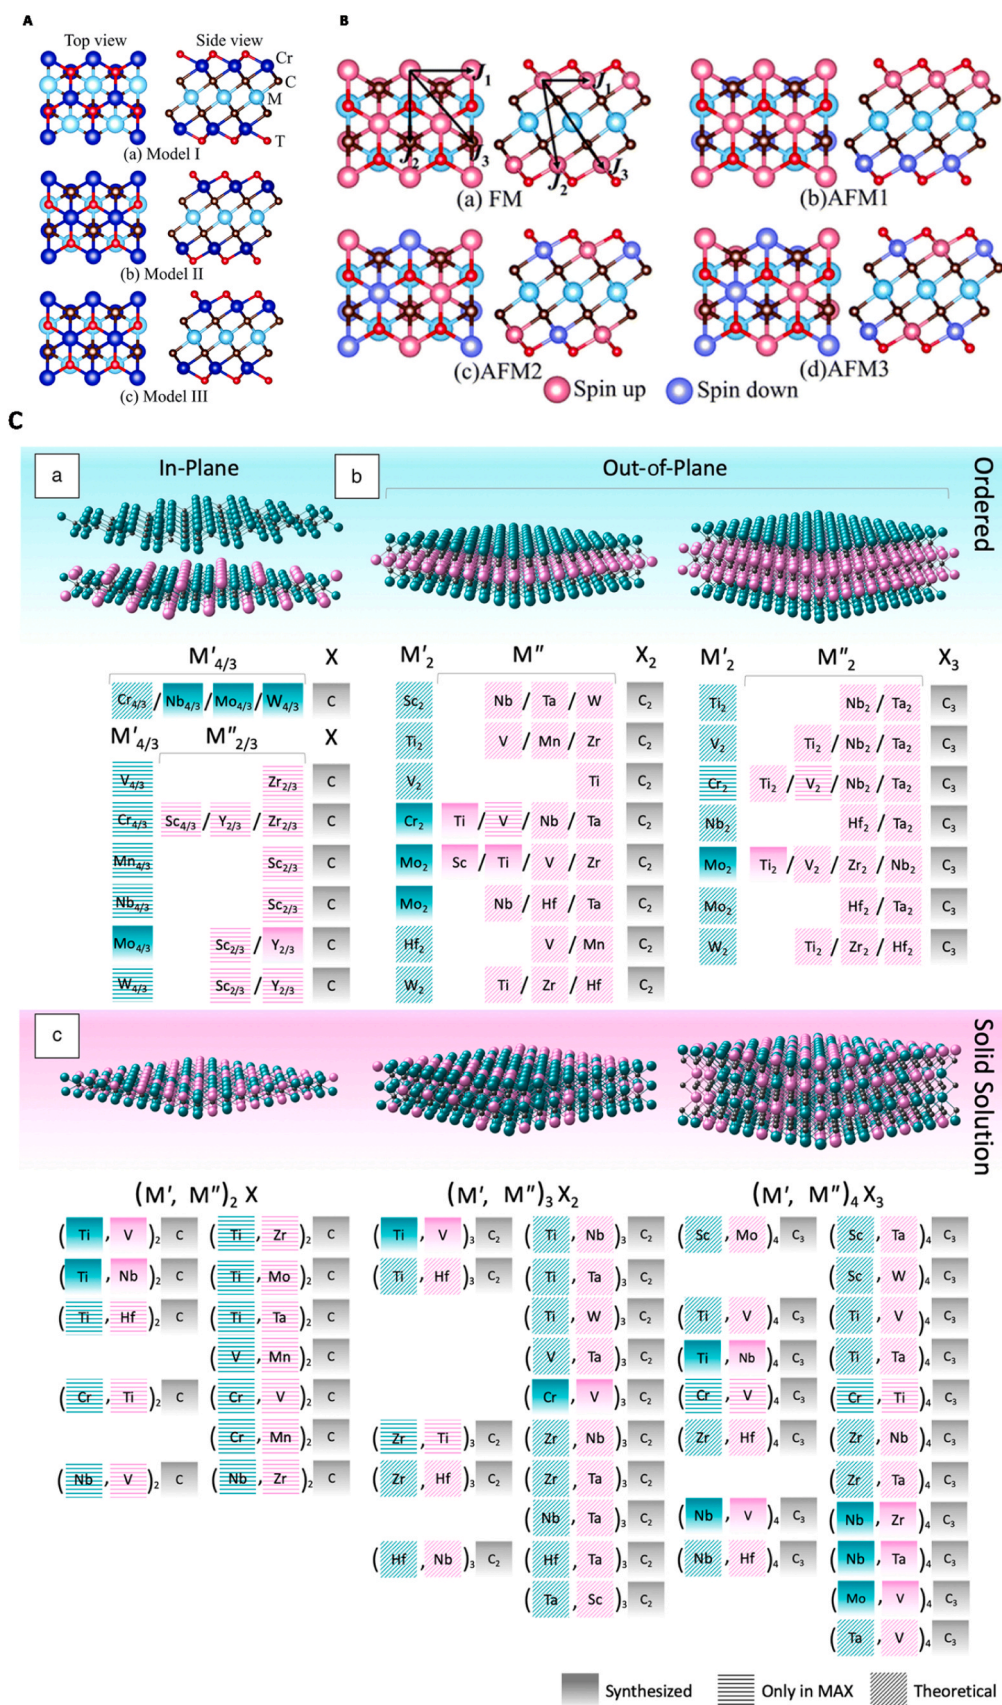 A
Top view Side view
Cr
C
M
T
(a) Model I
(b) Model II
(c) Model III
B
J1
J2
J3
J1
J2
J3
(a) FM
(b)AFM1
(c)AFM2
(d)AFM3
Spin up Spin down
C
a In-Plane
b Out-of-Plane
Ordered
M′4/3 X
Cr4/3 / Nb4/3 / Mo4/3 / W4/3 C
M′4/3 M″2/3 X
V4/3 Zr2/3 C
Cr4/3 Sc4/3 / Y2/3 / Zr2/3 C
Mn4/3 Sc2/3 C
Nb4/3 Sc2/3 C
Mo4/3 Sc2/3 / Y2/3 C
W4/3 Sc2/3 / Y2/3 C
M′2 M″ X2
Sc2 Nb / Ta / W C2
Ti2 V / Mn / Zr C2
V2 Ti C2
Cr2 Ti / V / Nb / Ta C2
Mo2 Sc / Ti / V / Zr C2
Mo2 Nb / Hf / Ta C2
Hf2 V / Mn C2
W2 Ti / Zr / Hf C2
M′2 M″2 X3
Ti2 Nb2 / Ta2 C3
V2 Ti2 / Nb2 / Ta2 C3
Cr2 Ti2 / V2 / Nb2 / Ta2 C3
Nb2 Hf2 / Ta2 C3
Mo2 Ti2 / V2 / Zr2 / Nb2 C3
Mo2 Hf2 / Ta2 C3
W2 Ti2 / Zr2 / Hf2 C3
c
Solid Solution
(M′, M″)2 X
(Ti , V)2 C (Ti , Zr)2 C
(Ti , Nb)2 C (Ti , Mo)2 C
(Ti , Hf)2 C (Ti , Ta)2 C
(V , Mn)2 C
(Cr , Ti)2 C (Cr , V)2 C
(Cr , Mn)2 C
(Nb , V)2 C (Nb , Zr)2 C
(M′, M″)3 X2
(Ti , V)3 C2 (Ti , Nb)3 C2
(Ti , Hf)3 C2 (Ti , Ta)3 C2
(Ti , W)3 C2
(V , Ta)3 C2
(Cr , V)3 C2
(Zr , Ti)3 C2 (Zr , Nb)3 C2
(Zr , Hf)3 C2 (Zr , Ta)3 C2
(Nb , Ta)3 C2
(Hf , Nb)3 C2 (Hf , Ta)3 C2
(Ta , Sc)3 C2
(M′, M″)4 X3
(Sc , Mo)4 C3 (Sc , Ta)4 C3
(Sc , W)4 C3
(Ti , V)4 C3 (Ti , V)4 C3
(Ti , Nb)4 C3 (Ti , Ta)4 C3
(Cr , V)4 C3 (Cr , Ti)4 C3
(Zr , Hf)4 C3 (Zr , Nb)4 C3
(Zr , Ta)4 C3
(Nb , V)4 C3 (Nb , Zr)4 C3
(Nb , Hf)4 C3 (Nb , Ta)4 C3
(Mo , V)4 C3
(Ta , V)4 C3
Synthesized Only in MAX Theoretical